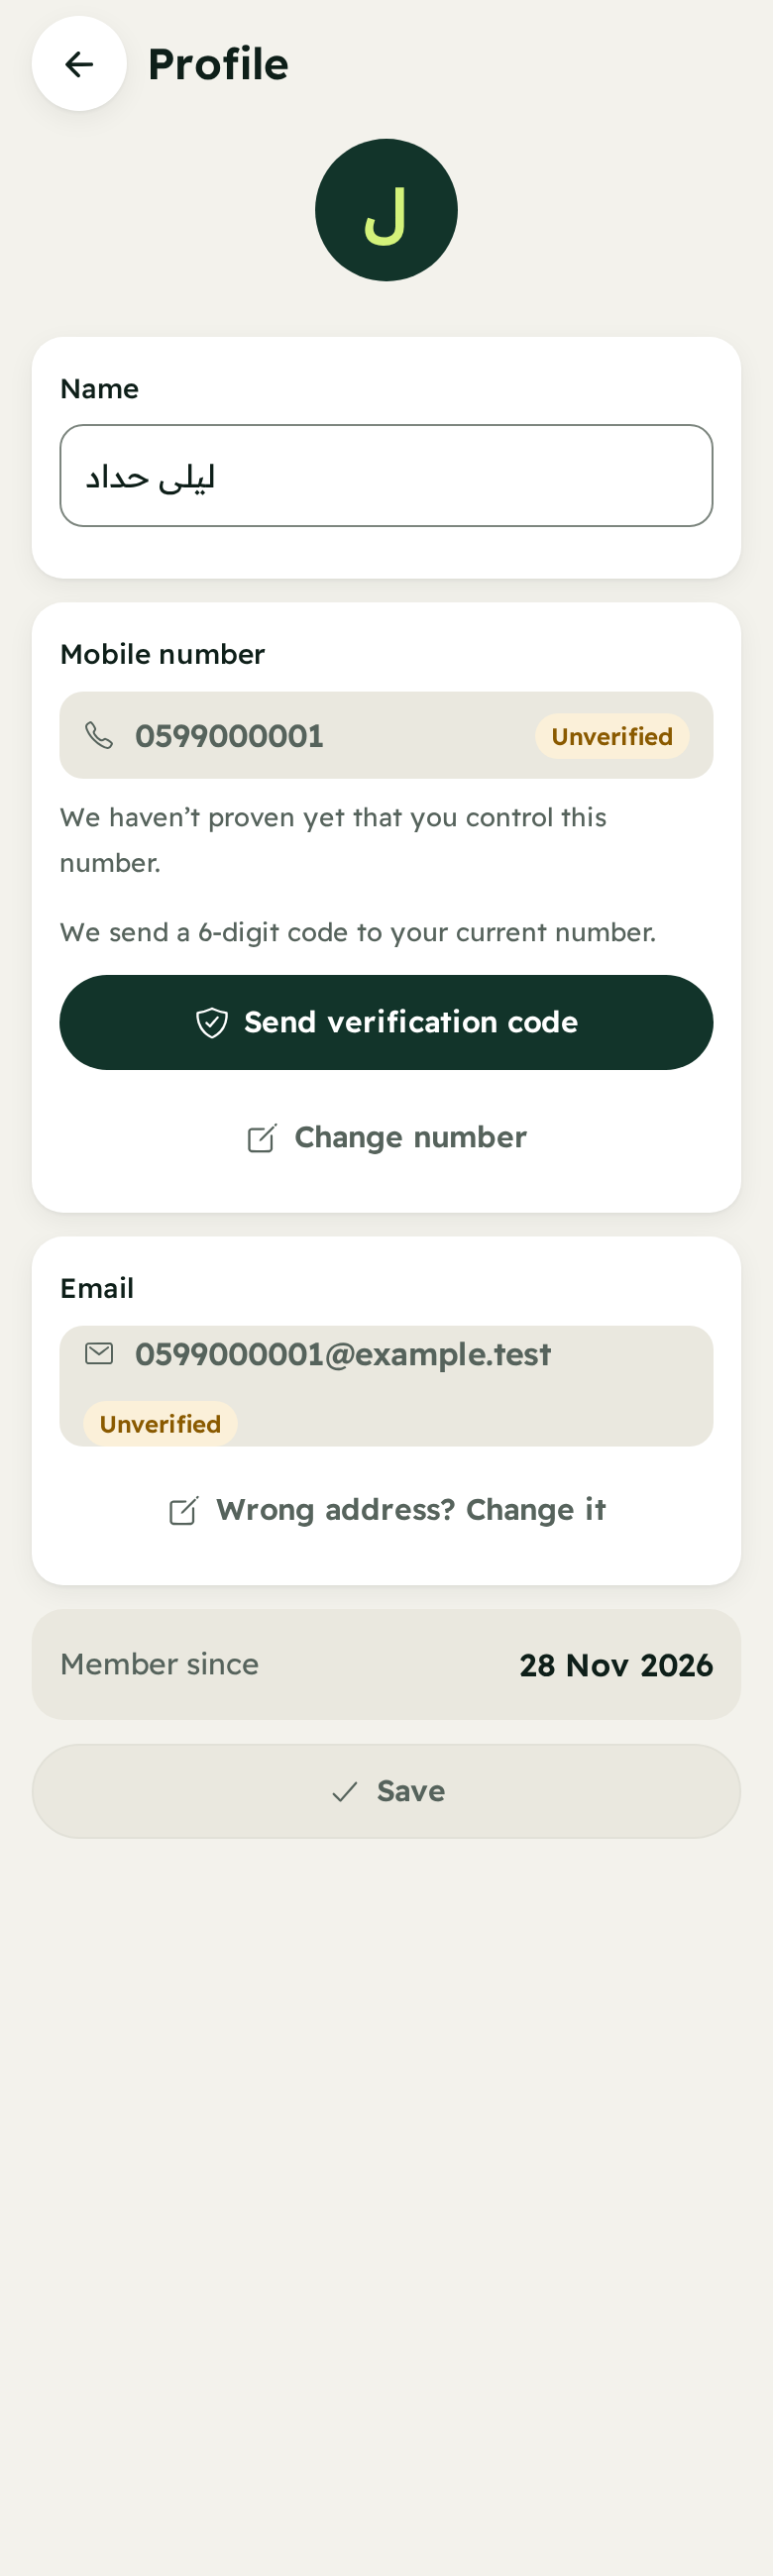 Profile
ل
Name
ليلى حداد
Mobile number
0599000001
Unverified
We haven’t proven yet that you control this
number.
We send a 6-digit code to your current number.
Send verification code
Change number
Email
0599000001@example.test
Unverified
Wrong address? Change it
Member since
28 Nov 2026
Save